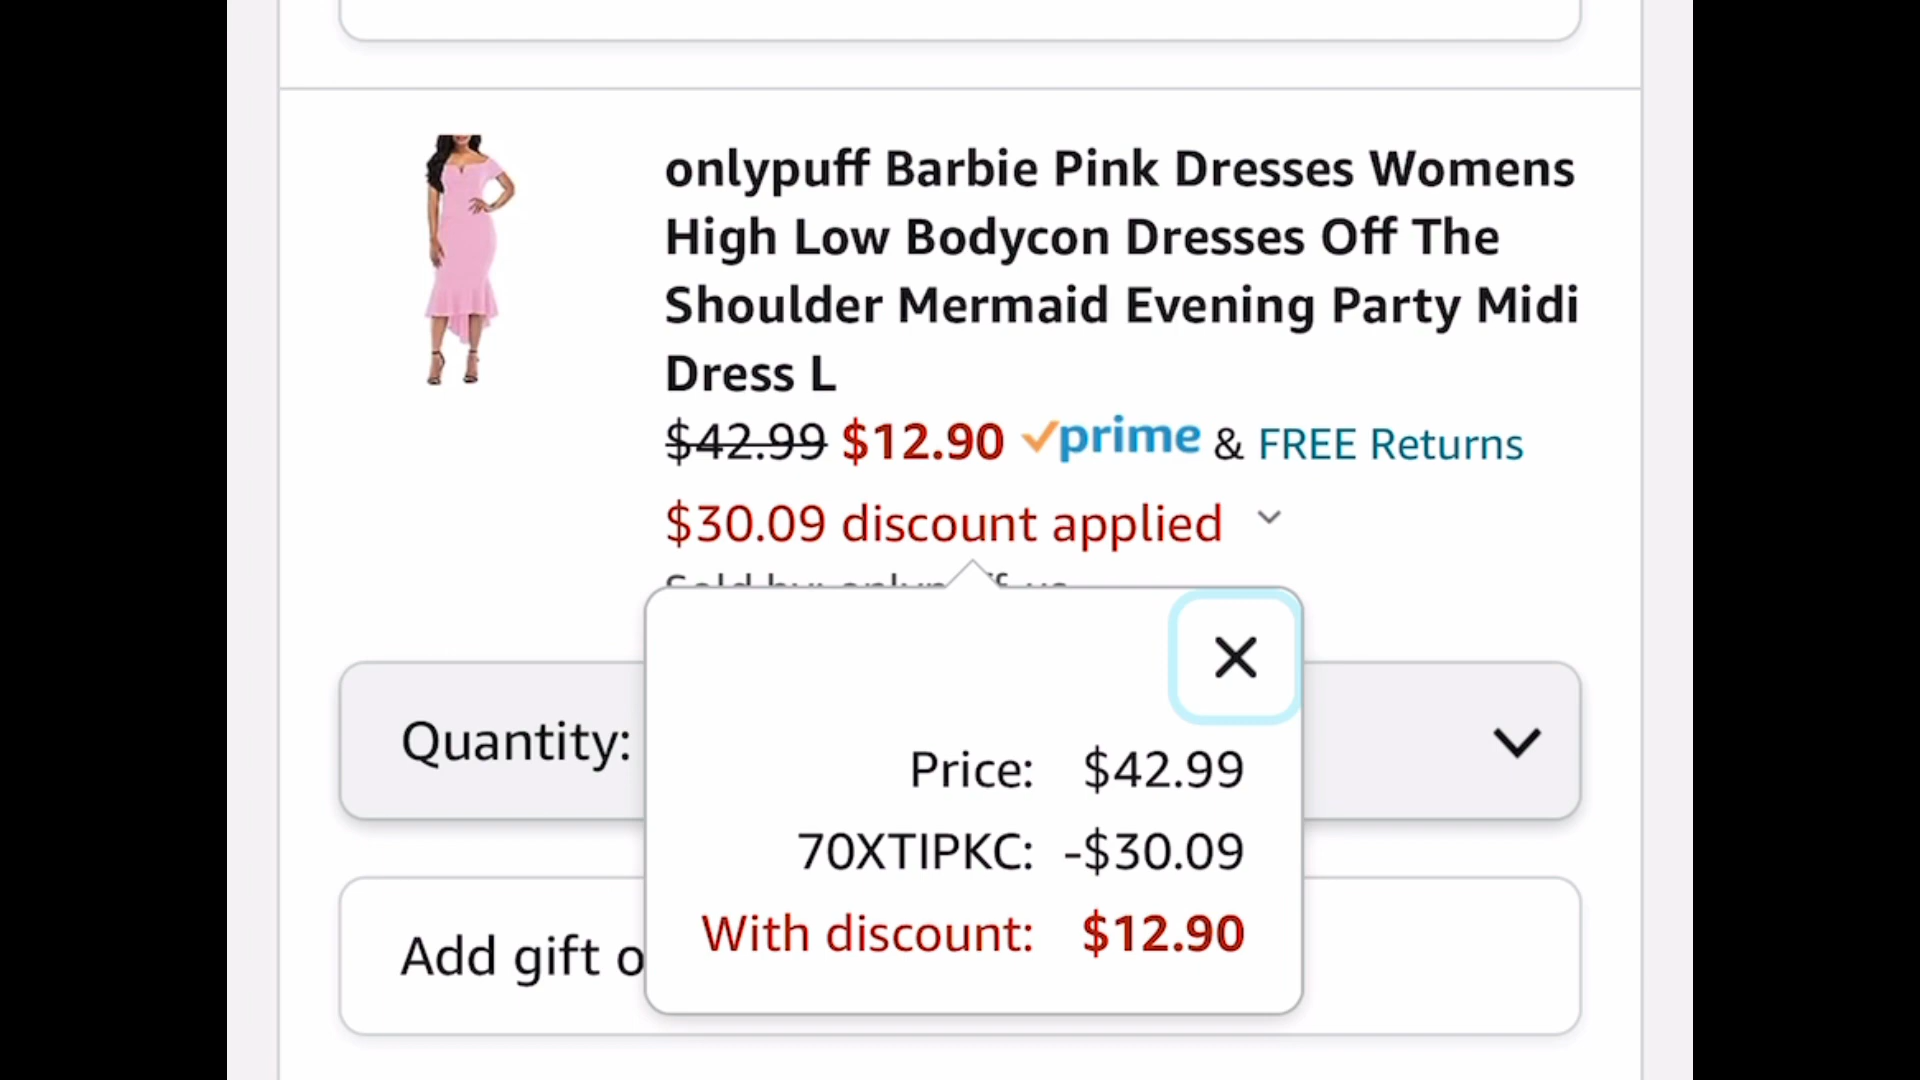 onlypuff Barbie Pink Dresses Womens
High Low Bodycon Dresses Off The
Shoulder Mermaid Evening Party Midi
Dress L
$42.99 $12.90 prime & FREE Returns
$30.09 discount applied
Price: $42.99
70XTIPKC: -$30.09
With discount: $12.90
Quantity:
Add gift o